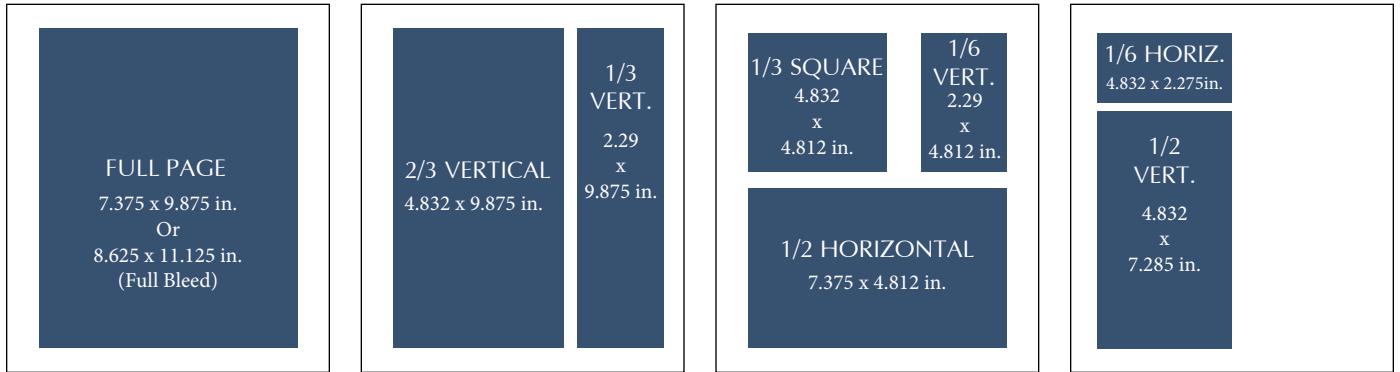 FULL PAGE
7.375 x 9.875 in.
Or
8.625 x 11.125 in.
(Full Bleed)
2/3 VERTICAL
4.832 x 9.875 in.
1/3
VERT.
2.29
x
9.875 in.
1/3 SQUARE
4.832
x
4.812 in.
1/6
VERT.
2.29
x
4.812 in.
1/2 HORIZONTAL
7.375 x 4.812 in.
1/6 HORIZ.
4.832 x 2.275in.
1/2
VERT.
4.832
x
7.285 in.